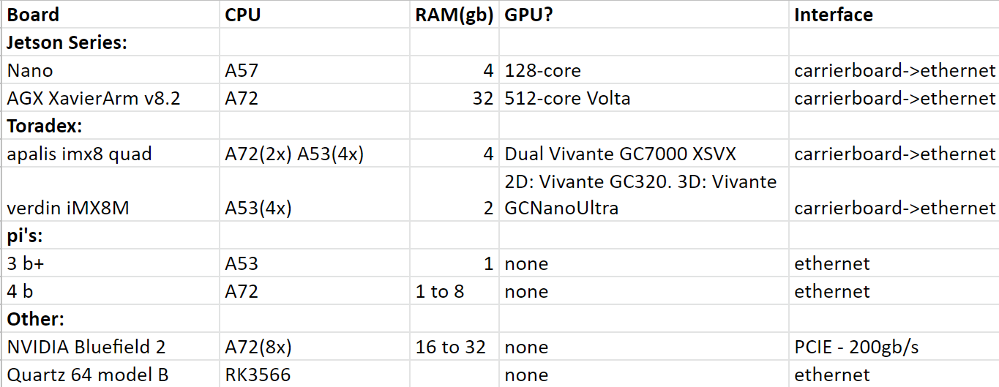 Board CPU RAM(gb) GPU? Interface
Jetson Series:
Nano A57 4 128-core carrierboard->ethernet
AGX XavierArm v8.2 A72 32 512-core Volta carrierboard->ethernet
Toradex:
apalis imx8 quad A72(2x) A53(4x) 4 Dual Vivante GC7000 XSVX carrierboard->ethernet
2D: Vivante GC320. 3D: Vivante
verdin iMX8M A53(4x) 2 GCNanoUltra carrierboard->ethernet
pi's:
3 b+ A53 1 none ethernet
4 b A72 1 to 8 none ethernet
Other:
NVIDIA Bluefield 2 A72(8x) 16 to 32 none PCIE - 200gb/s
Quartz 64 model B RK3566 none ethernet